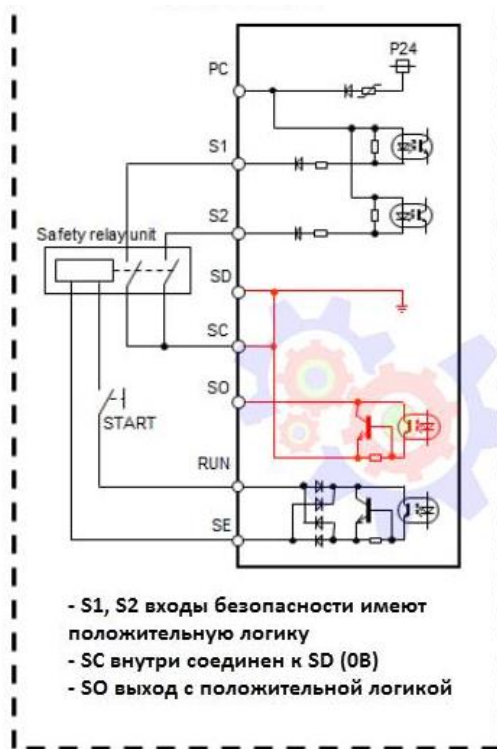 P24
PC
S1
S2
Safety relay unit
SD
SC
SO
START
RUN
SE
- S1, S2 входы безопасности имеют
положительную логику
- SC внутри соединен к SD (0В)
- SO выход с положительной логикой